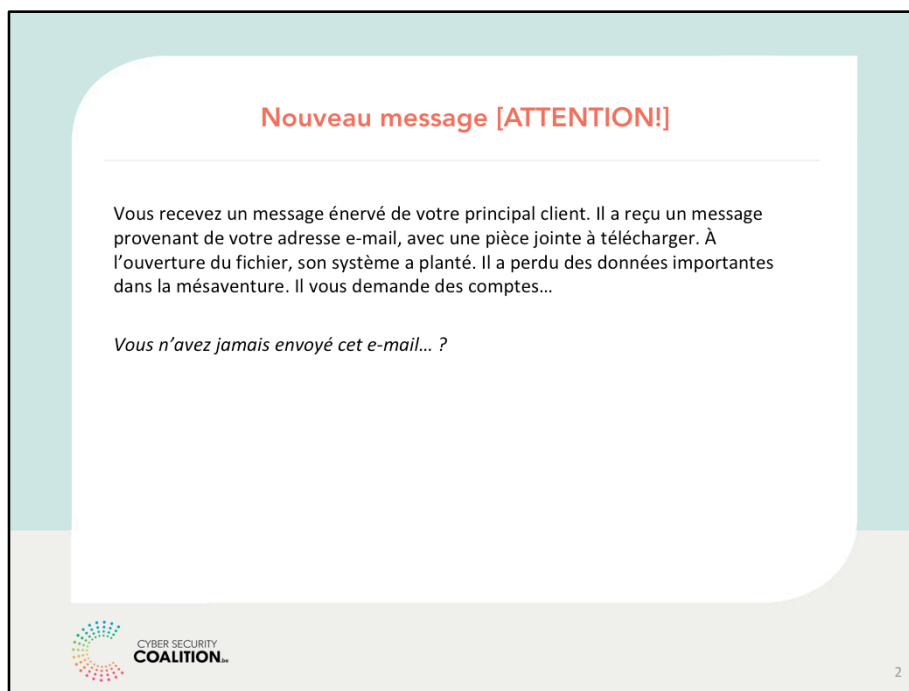 Nouveau message [ATTENTION!]
Vous recevez un message énervé de votre principal client. Il a reçu un message
provenant de votre adresse e-mail, avec une pièce jointe à télécharger. À
l’ouverture du fichier, son système a planté. Il a perdu des données importantes
dans la mésaventure. Il vous demande des comptes…
Vous n’avez jamais envoyé cet e-mail… ?
CYBER SECURITY
COALITION.be
2